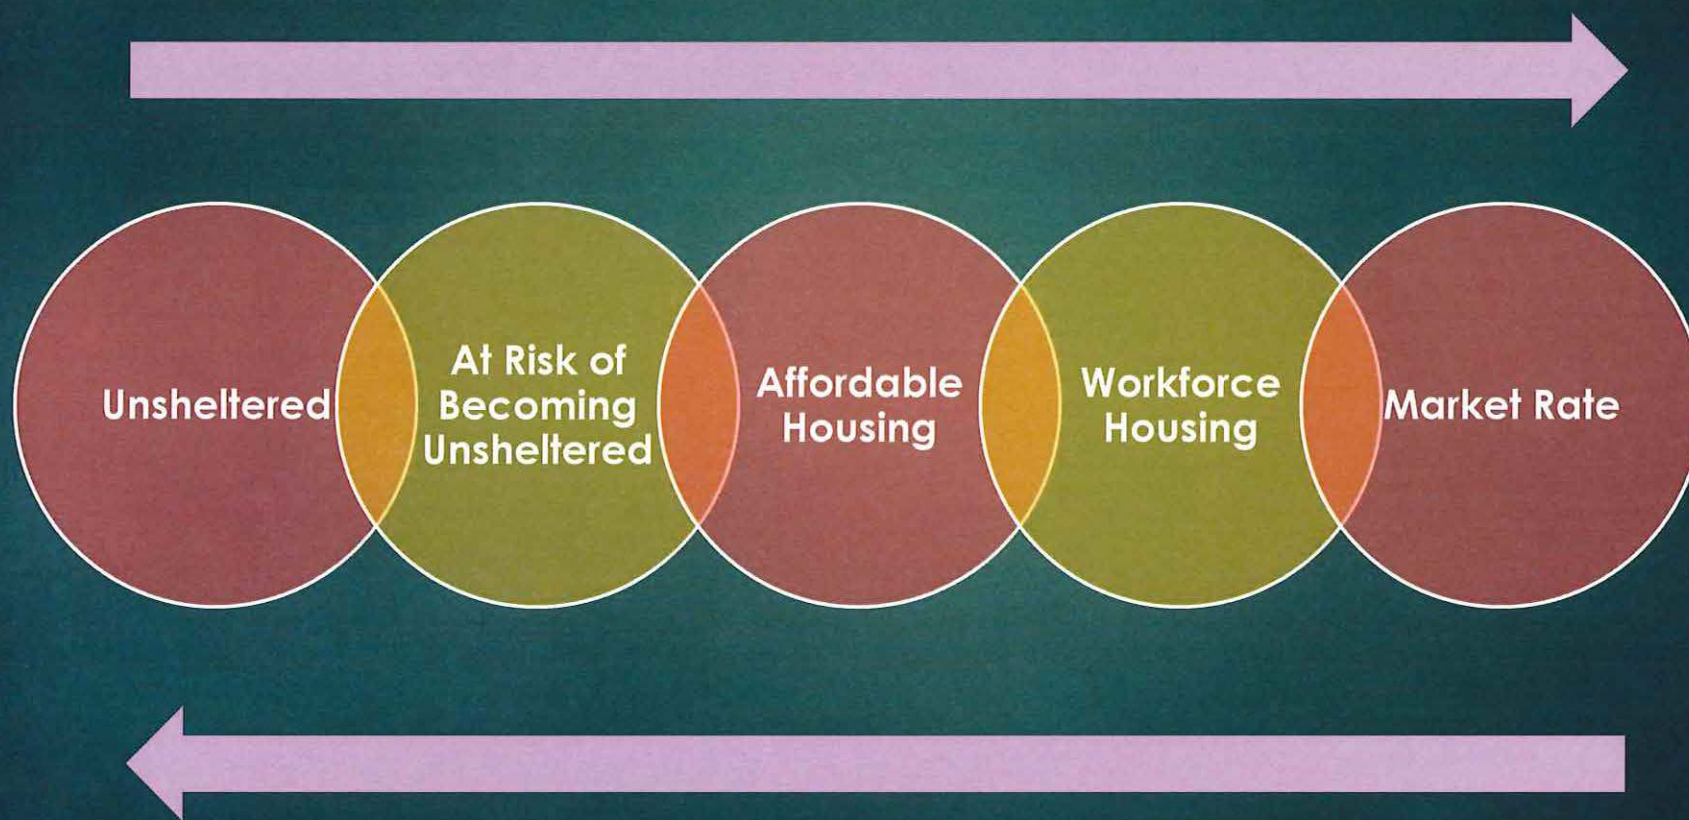 Unsheltered
At Risk of
Becoming
Unsheltered
Affordable
Housing
Workforce
Housing
Market Rate